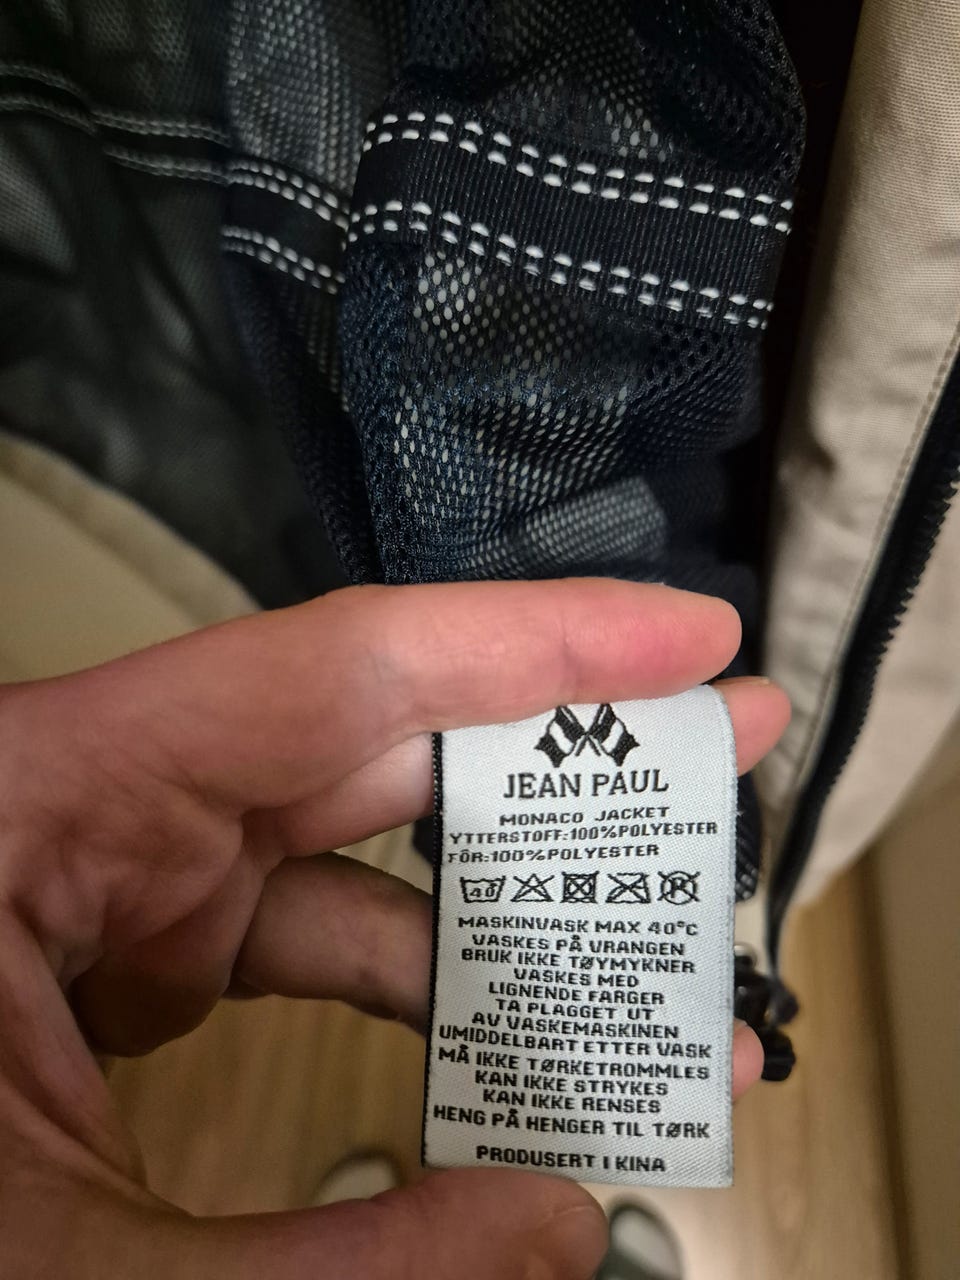 JEAN PAUL
MONACO JACKET
YTTERSTOFF:100%POLYESTER
FÔR:100%POLYESTER
40 P
MASKINVASK MAX 40°C
VASKES PÅ VRANGEN
BRUK IKKE TØYMYKNER
VASKES MED
LIGNENDE FARGER
TA PLAGGET UT
AV VASKEMASKINEN
UMIDDELBART ETTER VASK
MÅ IKKE TØRKETROMMLES
KAN IKKE STRYKES
KAN IKKE RENSES
HENG PÅ HENGER TIL TØRK
PRODUSERT I KINA